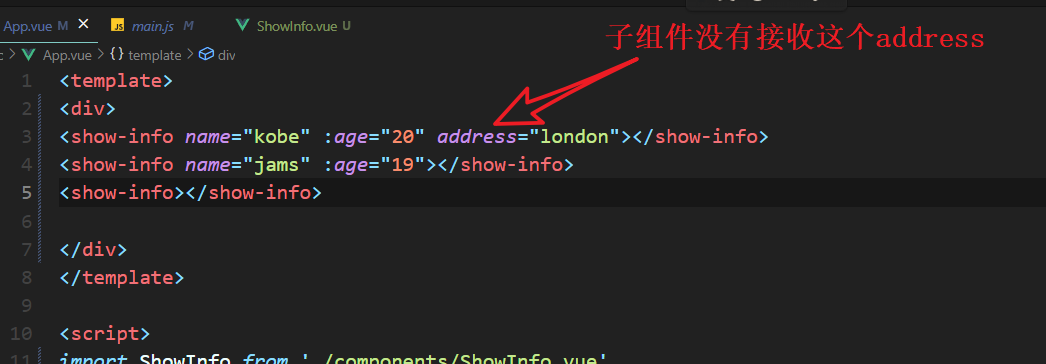 App.vue M × JS main.js M ShowInfo.vue U
子组件没有接收这个address
c > App.vue > {} template > div
1 <template>
2 <div>
3 <show-info name="kobe" :age="20" address="london"></show-info>
4 <show-info name="jams" :age="19"></show-info>
5 <show-info></show-info>
6
7 </div>
8 </template>
9
10 <script>
11 import ShowInfo from './components/ShowInfo.vue'